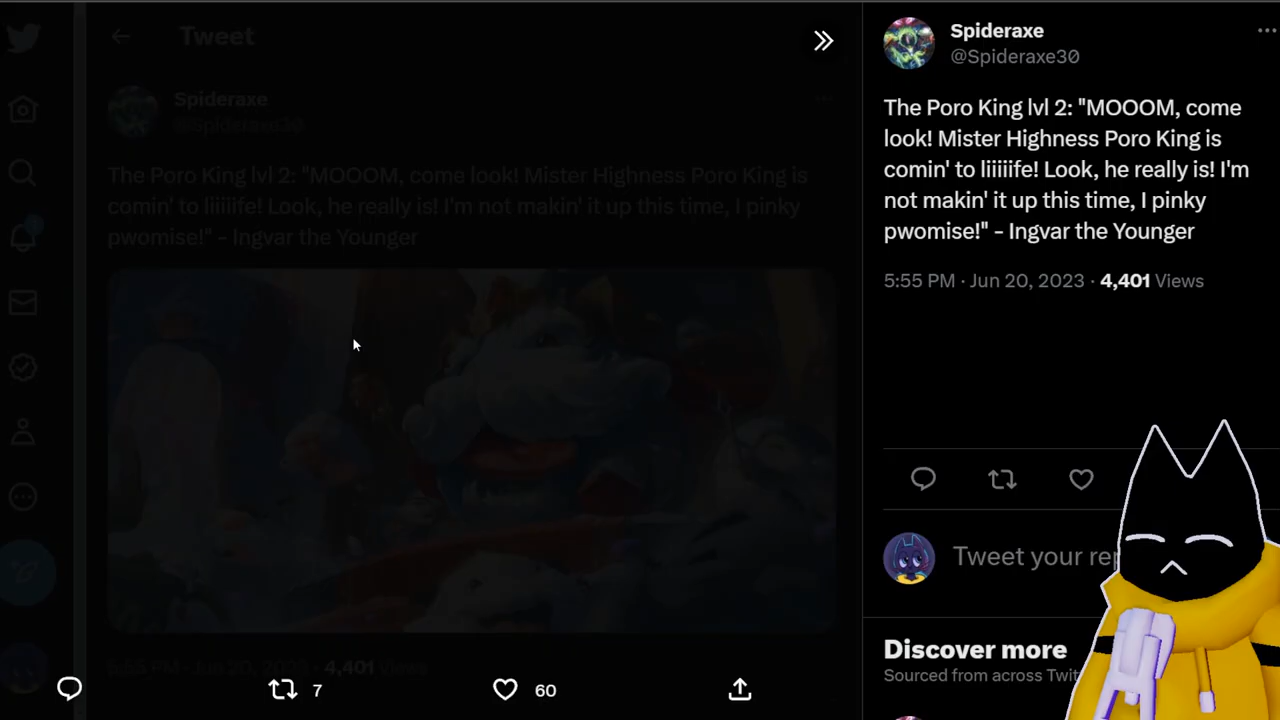 Tweet
Spideraxe
@Spideraxe30
The Poro King lvl 2: "MOOOM, come look! Mister Highness Poro King is
comin' to liiiiife! Look, he really is! I'm not makin' it up this time, I pinky
pwomise!" - Ingvar the Younger
5:55 PM · Jun 20, 2023 · 4,401 Views
7
60
Spideraxe
@Spideraxe30
The Poro King lvl 2: "MOOOM, come
look! Mister Highness Poro King is
comin' to liiiiife! Look, he really is! I'm
not makin' it up this time, I pinky
pwomise!" - Ingvar the Younger
5:55 PM · Jun 20, 2023 · 4,401 Views
Tweet your rep
Discover more
Sourced from across Twit